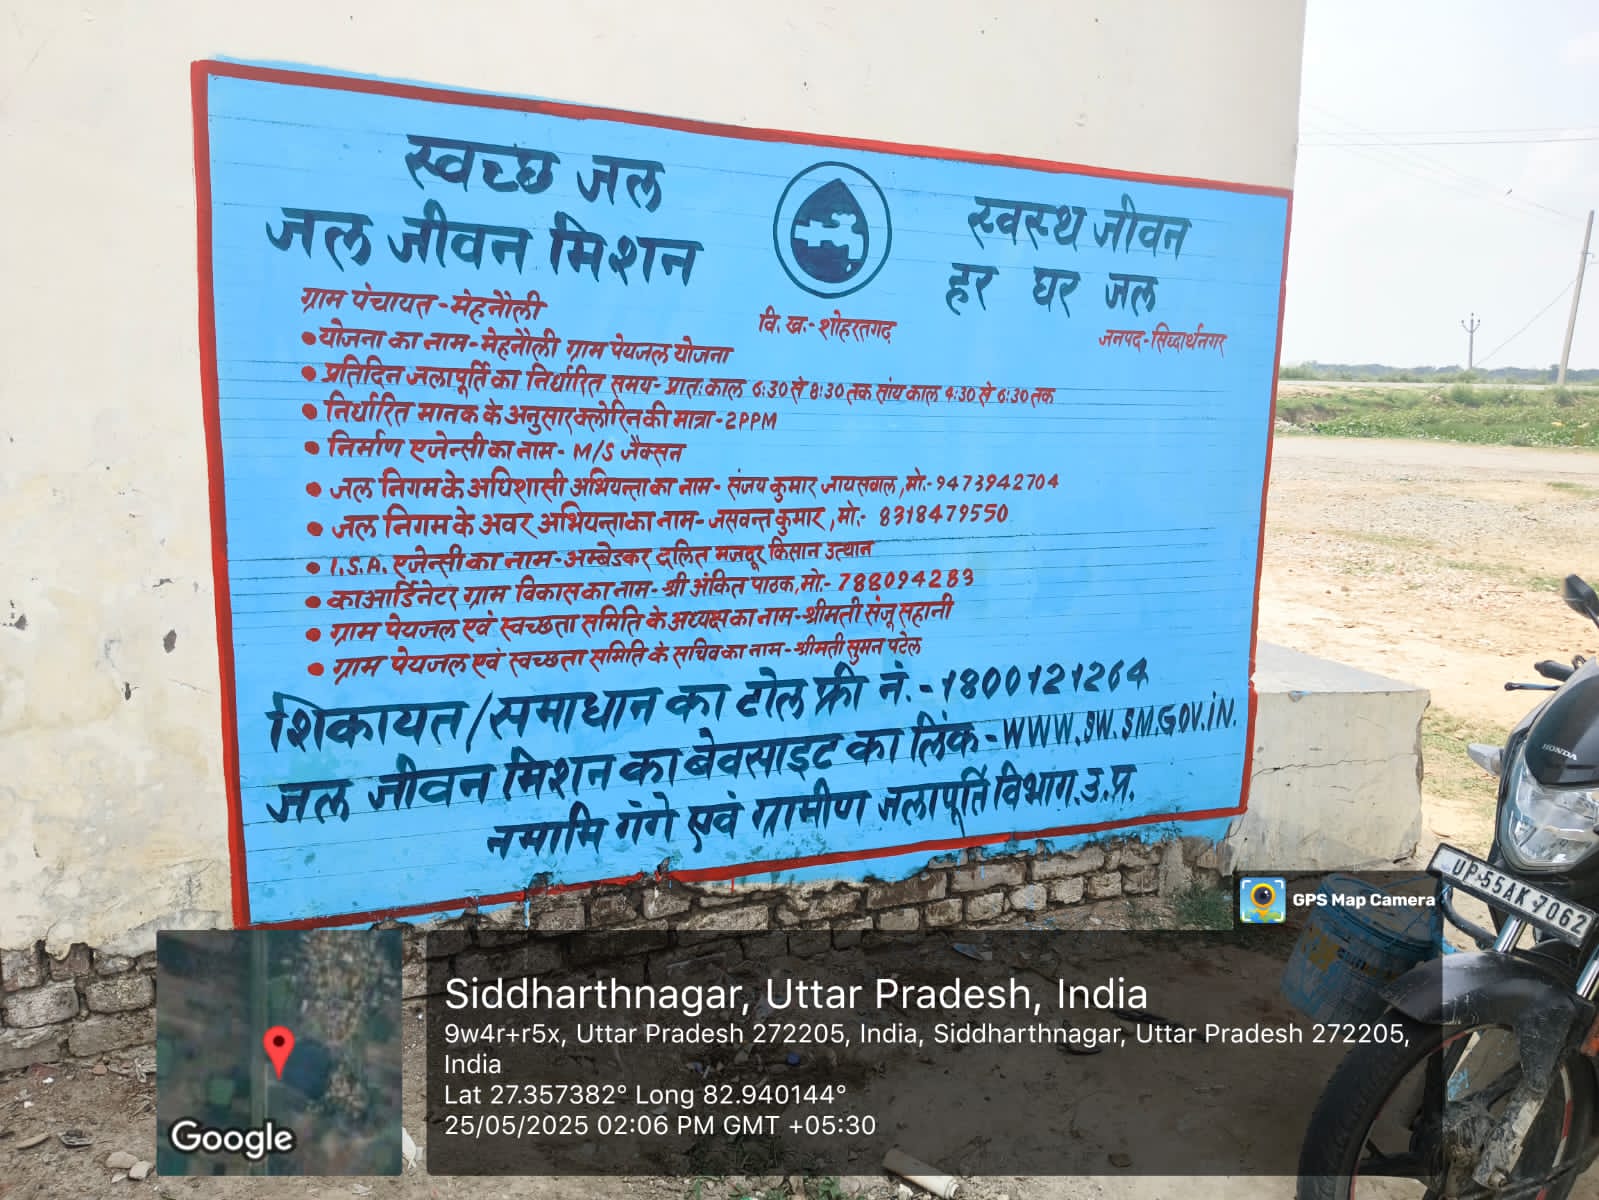 स्वच्छ जल
जल जीवन मिशन
स्वस्थ जीवन
हर घर जल
ग्राम पंचायत-मेहनौली
वि. ख.-शोहरतगढ़
जनपद-सिध्दार्थनगर
•योजना का नाम-मेहनौली ग्राम पेयजल योजना
•प्रतिदिन जलापूर्ति का निर्धारित समय-प्रातः काल 6:30 से 8:30 तक सांय काल 4:30 से 6:30 तक
•निर्धारित मानक के अनुसार क्लोरिन की मात्रा-2PPM
•निर्माण एजेन्सी का नाम- M/S जैक्सन
•जल निगम के अधिशासी अभियन्ता का नाम- संजय कुमार जायसवाल, मो.-9473942704
•जल निगम के अवर अभियन्ता का नाम-जसवन्त कुमार, मो.- 8318479550
•I.S.A. एजेन्सी का नाम-अम्बेडकर दलित मजदूर किसान उत्थान
•काआर्डिनेटर ग्राम विकास का नाम-श्री अंकित पाठक, मो.- 788094283
•ग्राम पेयजल एवं स्वच्छता समिति के अध्यक्ष का नाम-श्रीमती संजू सहानी
•ग्राम पेयजल एवं स्वच्छता समिति के सचिव का नाम-श्रीमती सुमन पटेल
शिकायत/समाधान का टोल फ्री नं.-1800121264
जल जीवन मिशन का बेवसाइट का लिंक-WWW.SW.SM.GOV.iN.
नमामि गंगे एवं ग्रामीण जलापूर्ति विभाग.उ.प्र.
HONDA
UP-55AK 7062
GPS Map Camera
Google
Siddharthnagar, Uttar Pradesh, India
9w4r+r5x, Uttar Pradesh 272205, India, Siddharthnagar, Uttar Pradesh 272205,
India
Lat 27.357382° Long 82.940144°
25/05/2025 02:06 PM GMT +05:30